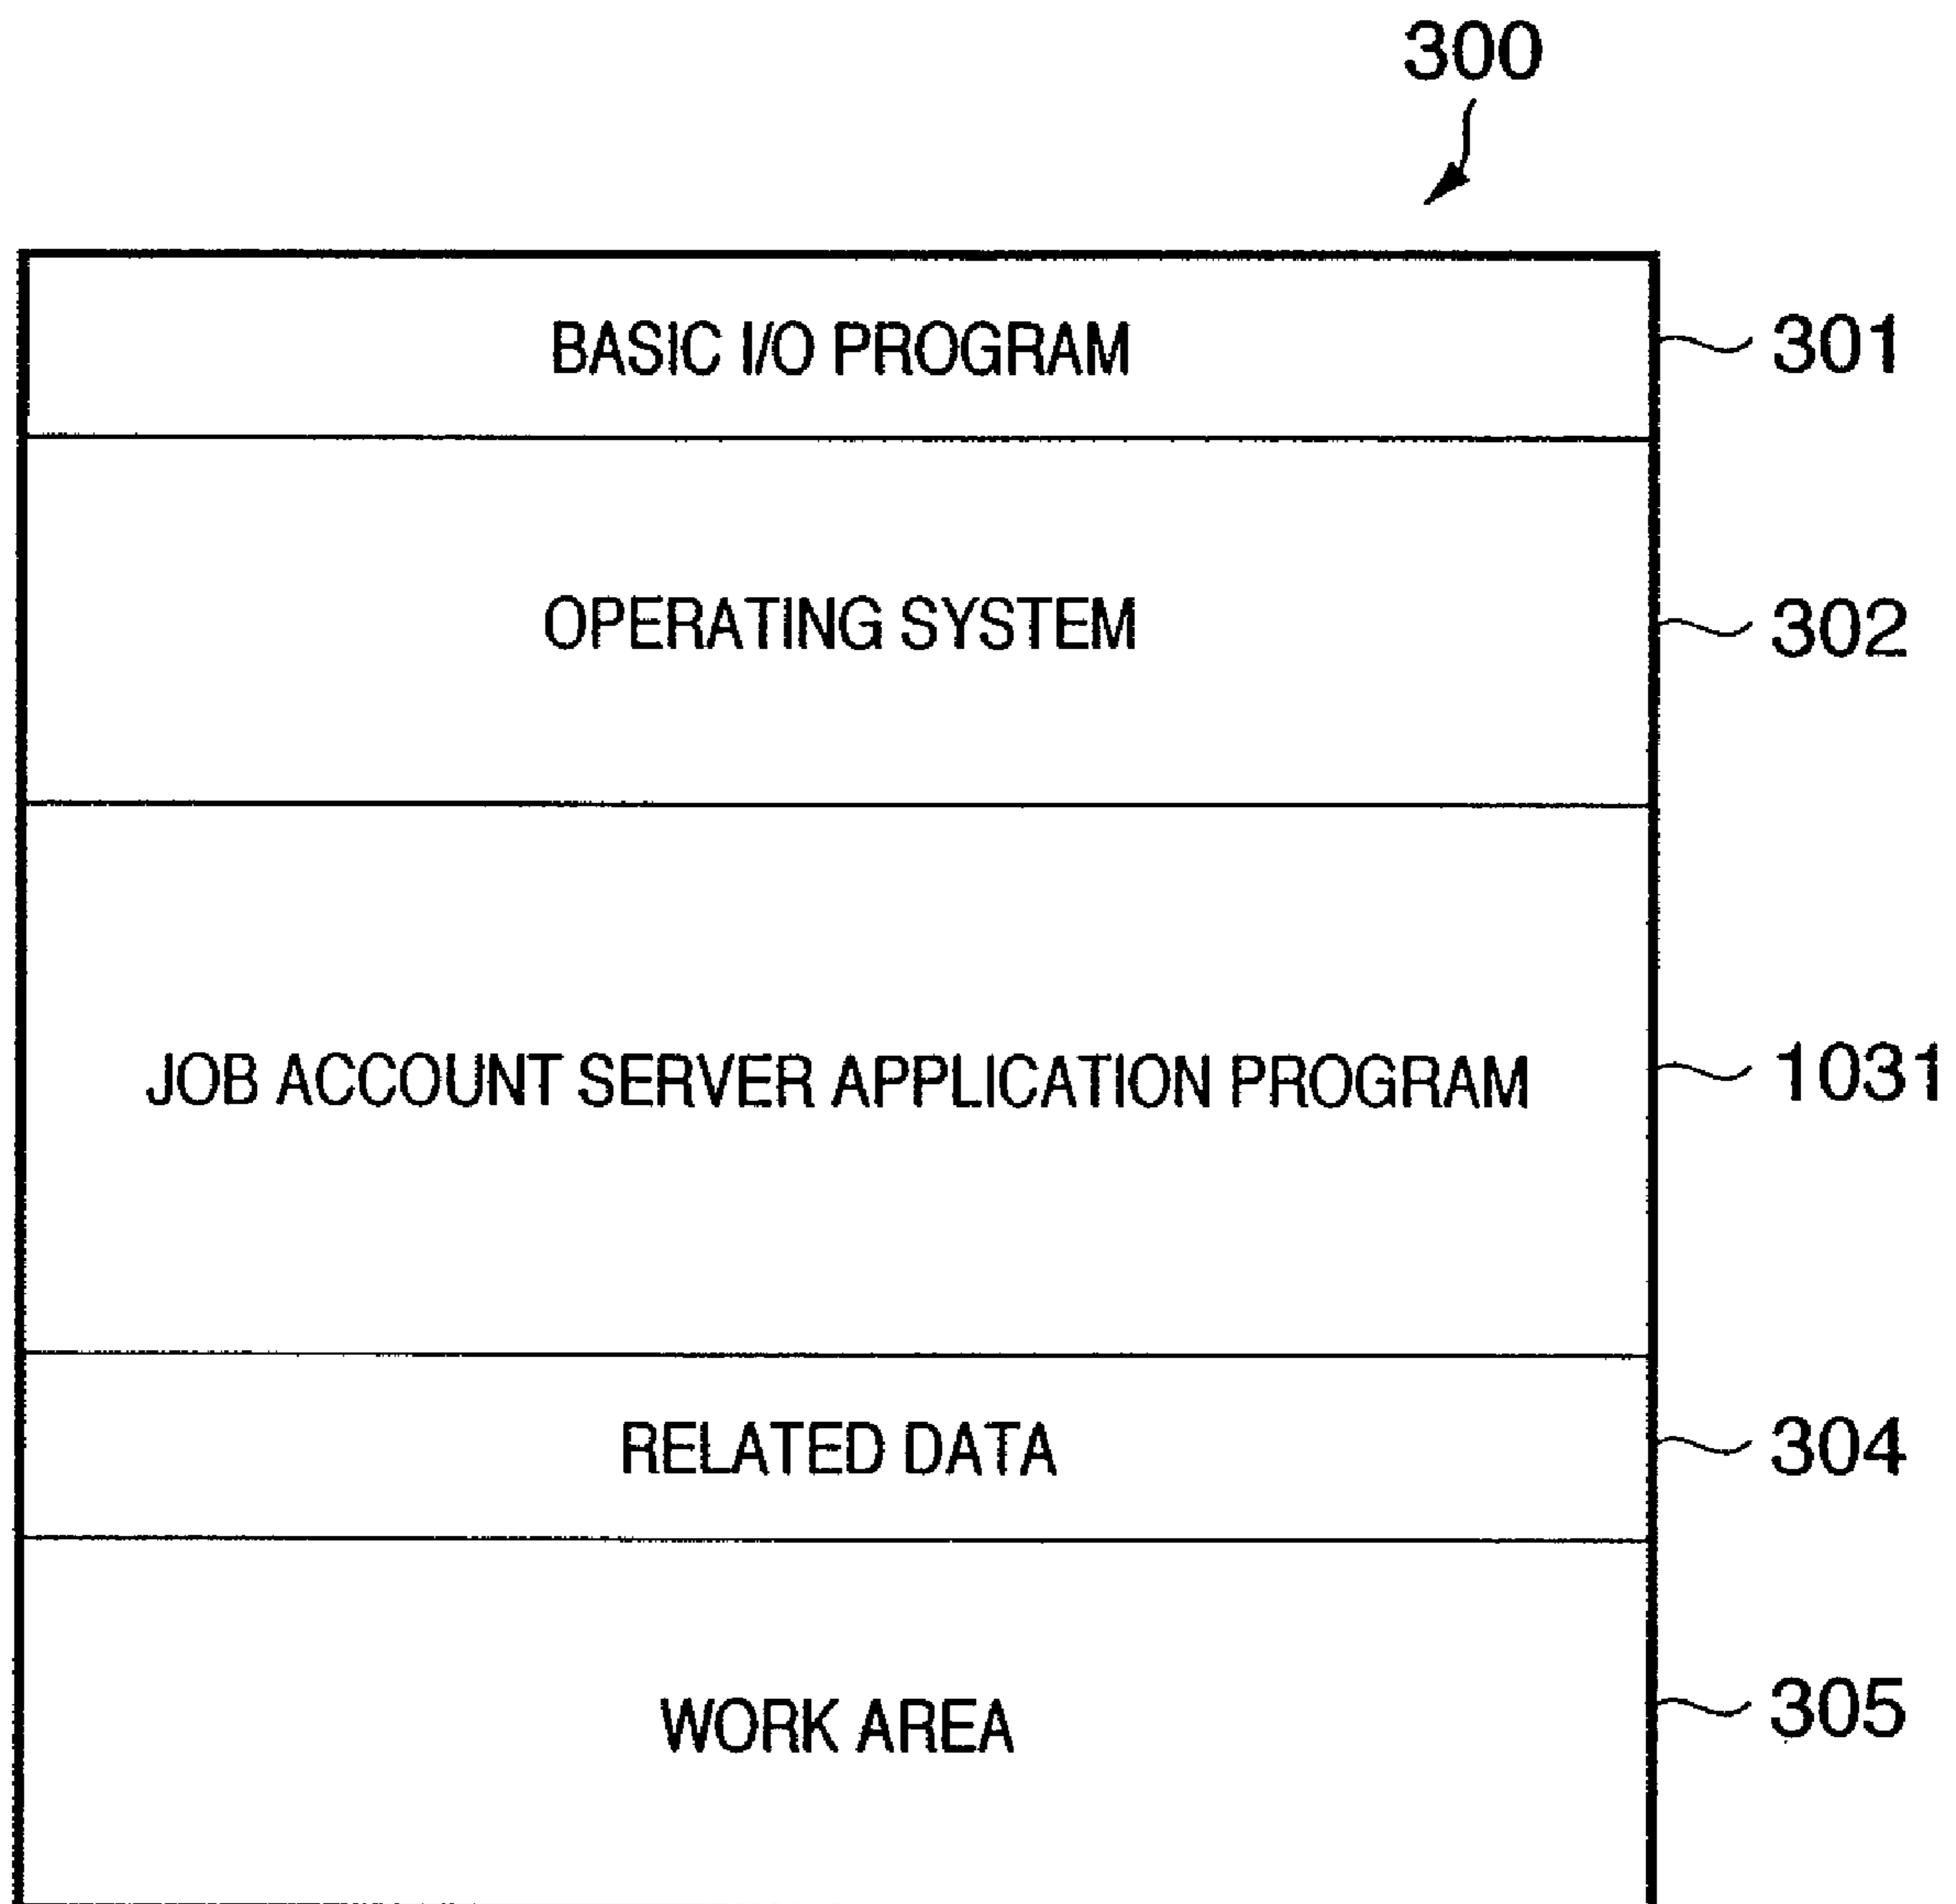 300
BASIC I/O PROGRAM 301
OPERATING SYSTEM 302
JOB ACCOUNT SERVER APPLICATION PROGRAM 1031
RELATED DATA 304
WORK AREA 305